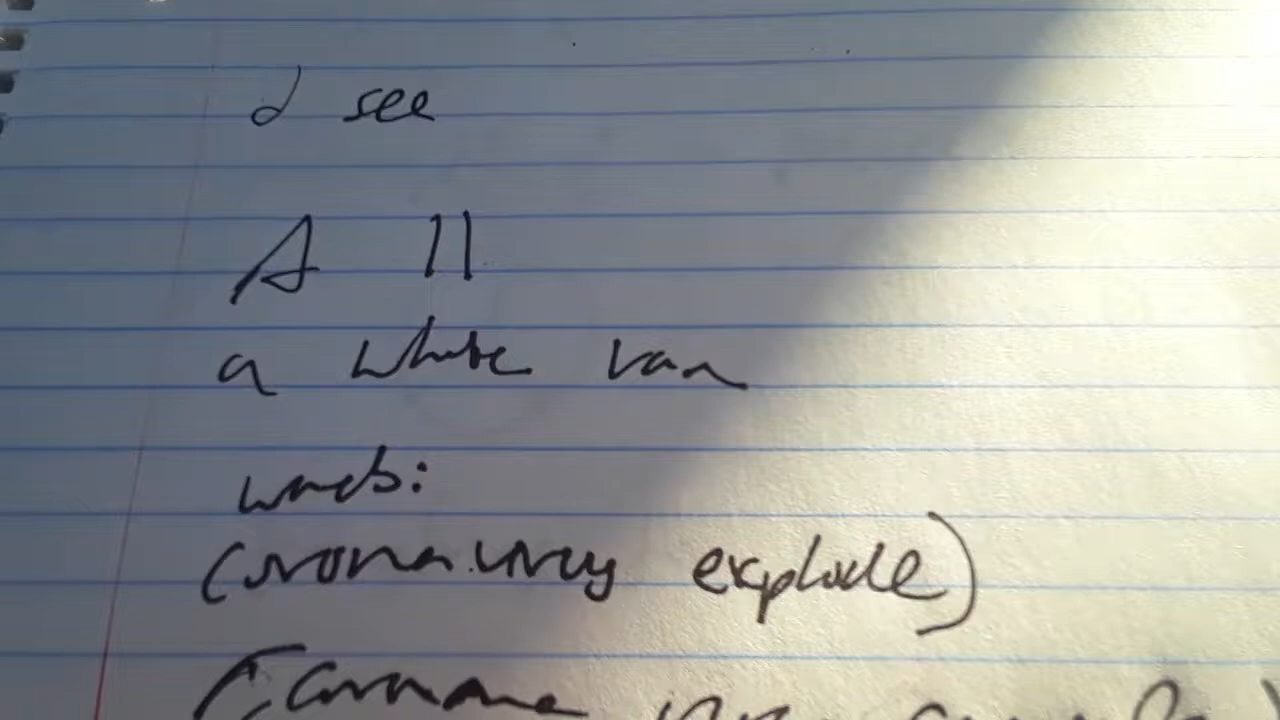 I see
A 11
a white van
words:
(coronavirus explode)